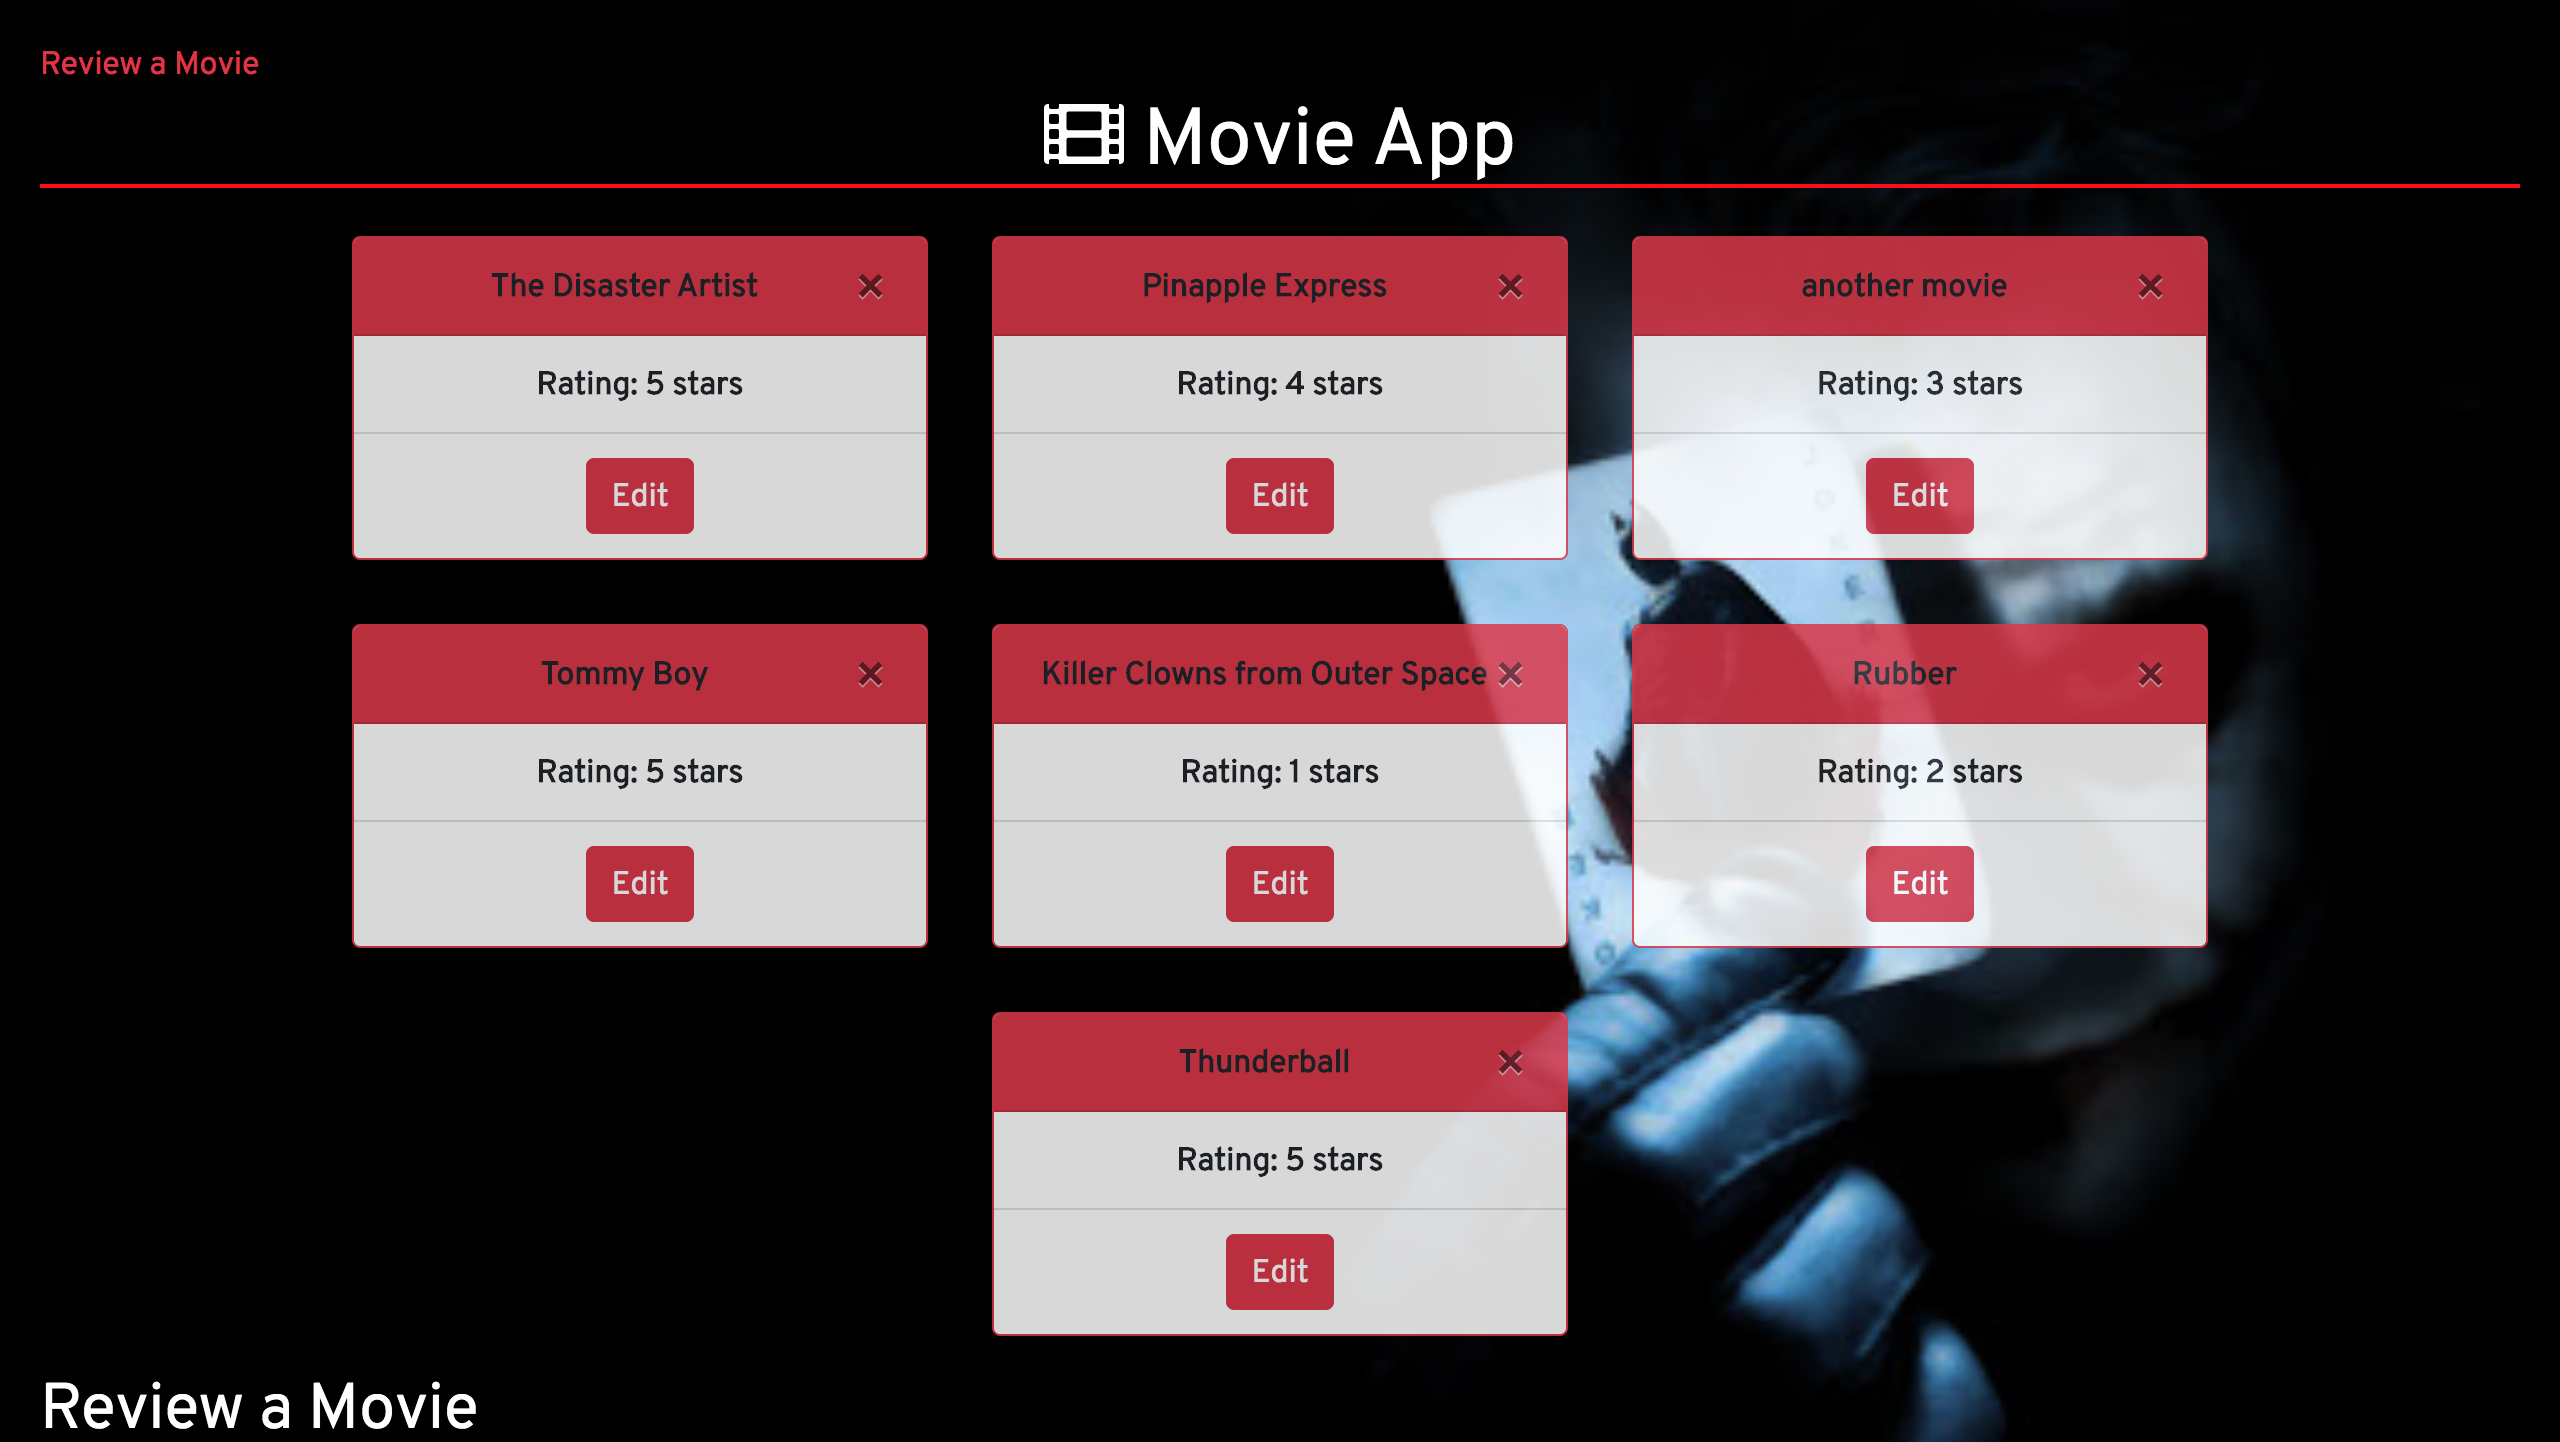 Review a Movie
Movie App
The Disaster Artist ×
Pinapple Express ×
another movie ×
Rating: 5 stars
Rating: 4 stars
Rating: 3 stars
Edit
Edit
Edit
Tommy Boy ×
Killer Clowns from Outer Space ×
Rubber ×
Rating: 5 stars
Rating: 1 stars
Rating: 2 stars
Edit
Edit
Edit
Thunderball ×
Rating: 5 stars
Edit
Review a Movie